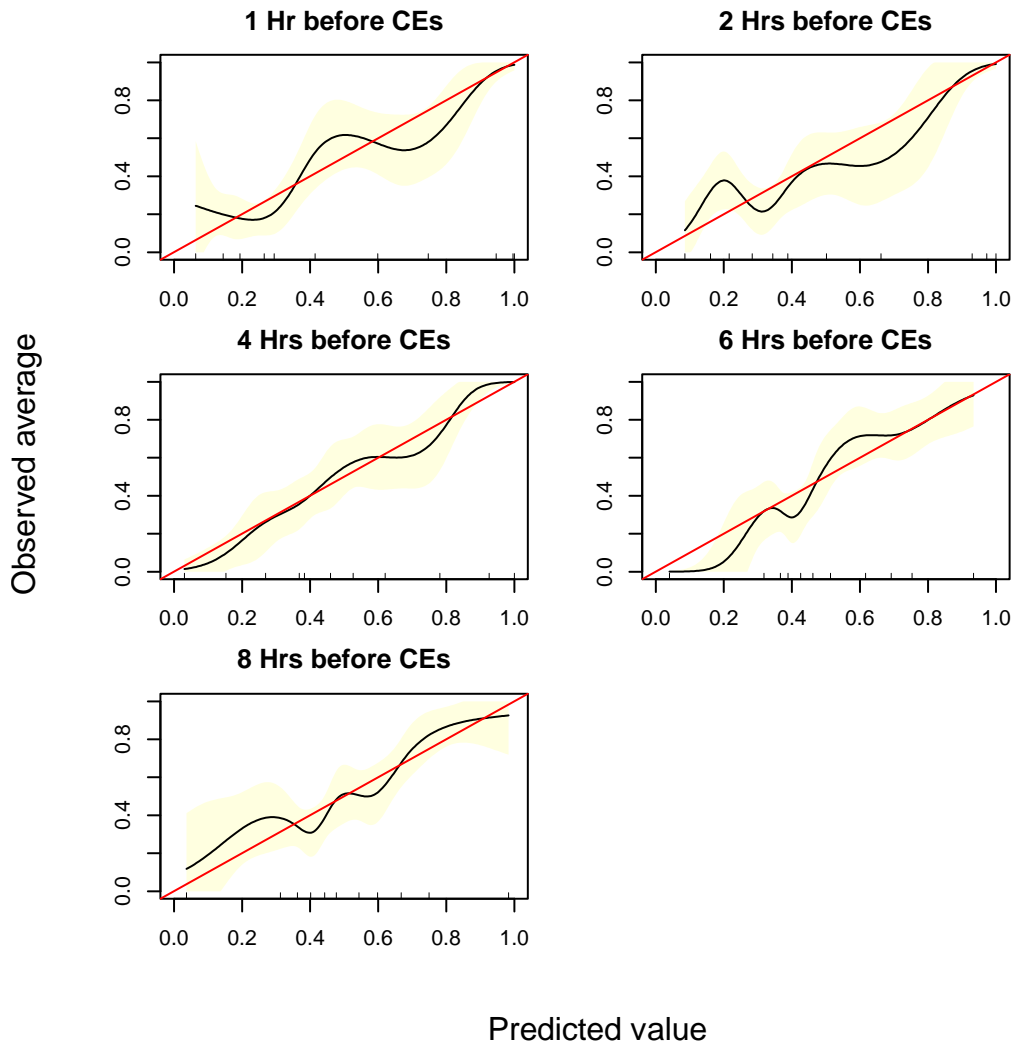 1 Hr before CEs
2 Hrs before CEs
0.0 0.4 0.8
0.0 0.2 0.4 0.6 0.8 1.0
0.0 0.4 0.8
0.0 0.2 0.4 0.6 0.8 1.0
4 Hrs before CEs
6 Hrs before CEs
0.0 0.4 0.8
0.0 0.2 0.4 0.6 0.8 1.0
0.0 0.4 0.8
0.0 0.2 0.4 0.6 0.8 1.0
Observed average
8 Hrs before CEs
0.0 0.4 0.8
0.0 0.2 0.4 0.6 0.8 1.0
Predicted value